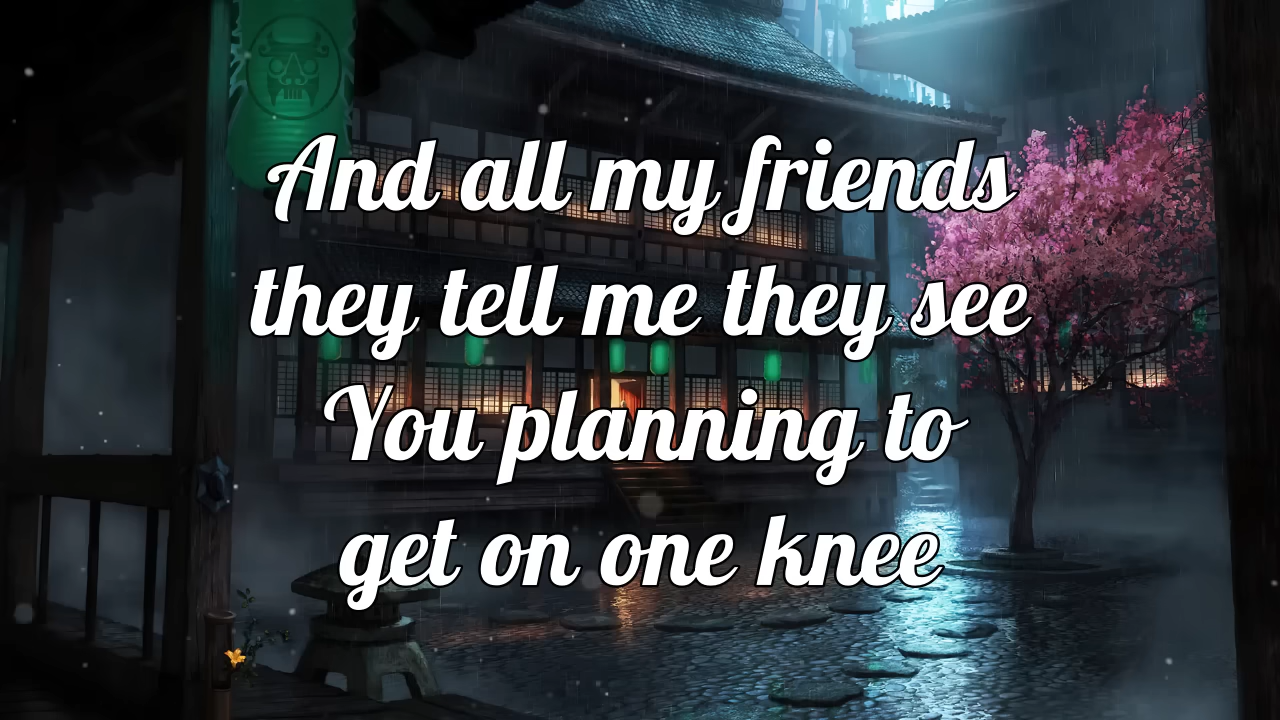 And all my friends
they tell me they see
You planning to
get on one knee